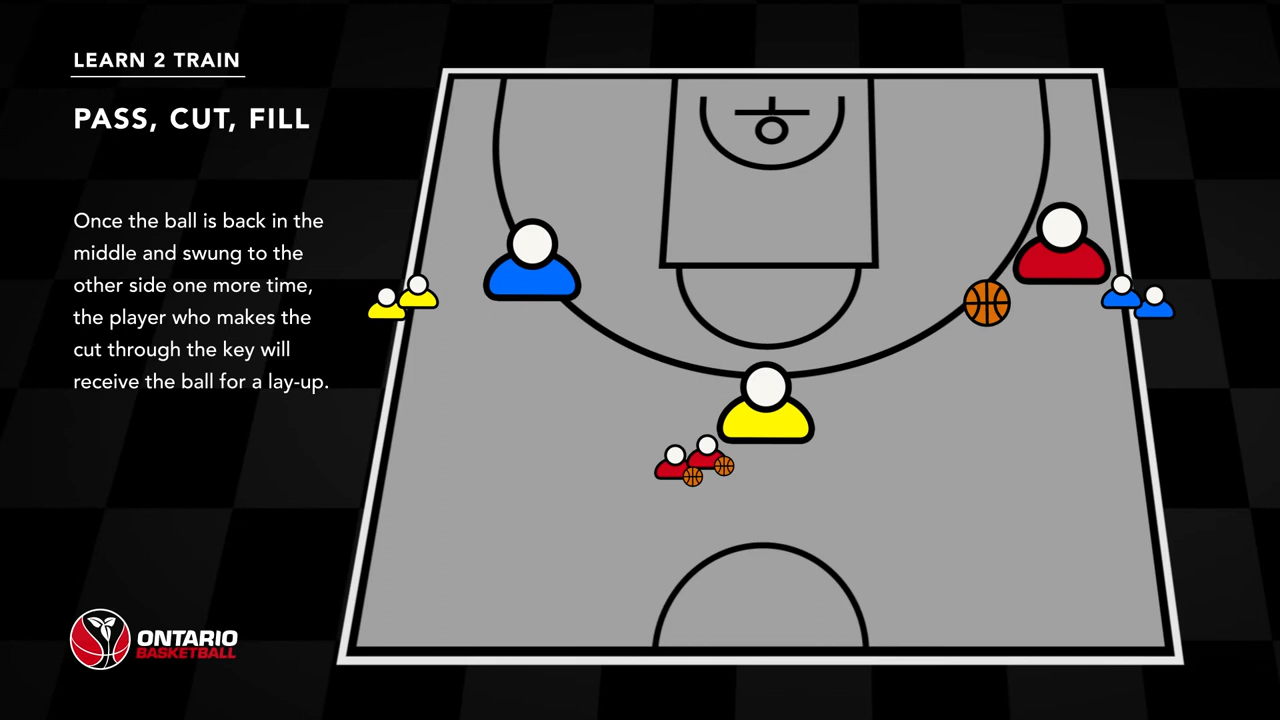 LEARN 2 TRAIN
PASS, CUT, FILL
Once the ball is back in the
middle and swung to the
other side one more time,
the player who makes the
cut through the key will
receive the ball for a lay-up.
ONTARIO
BASKETBALL